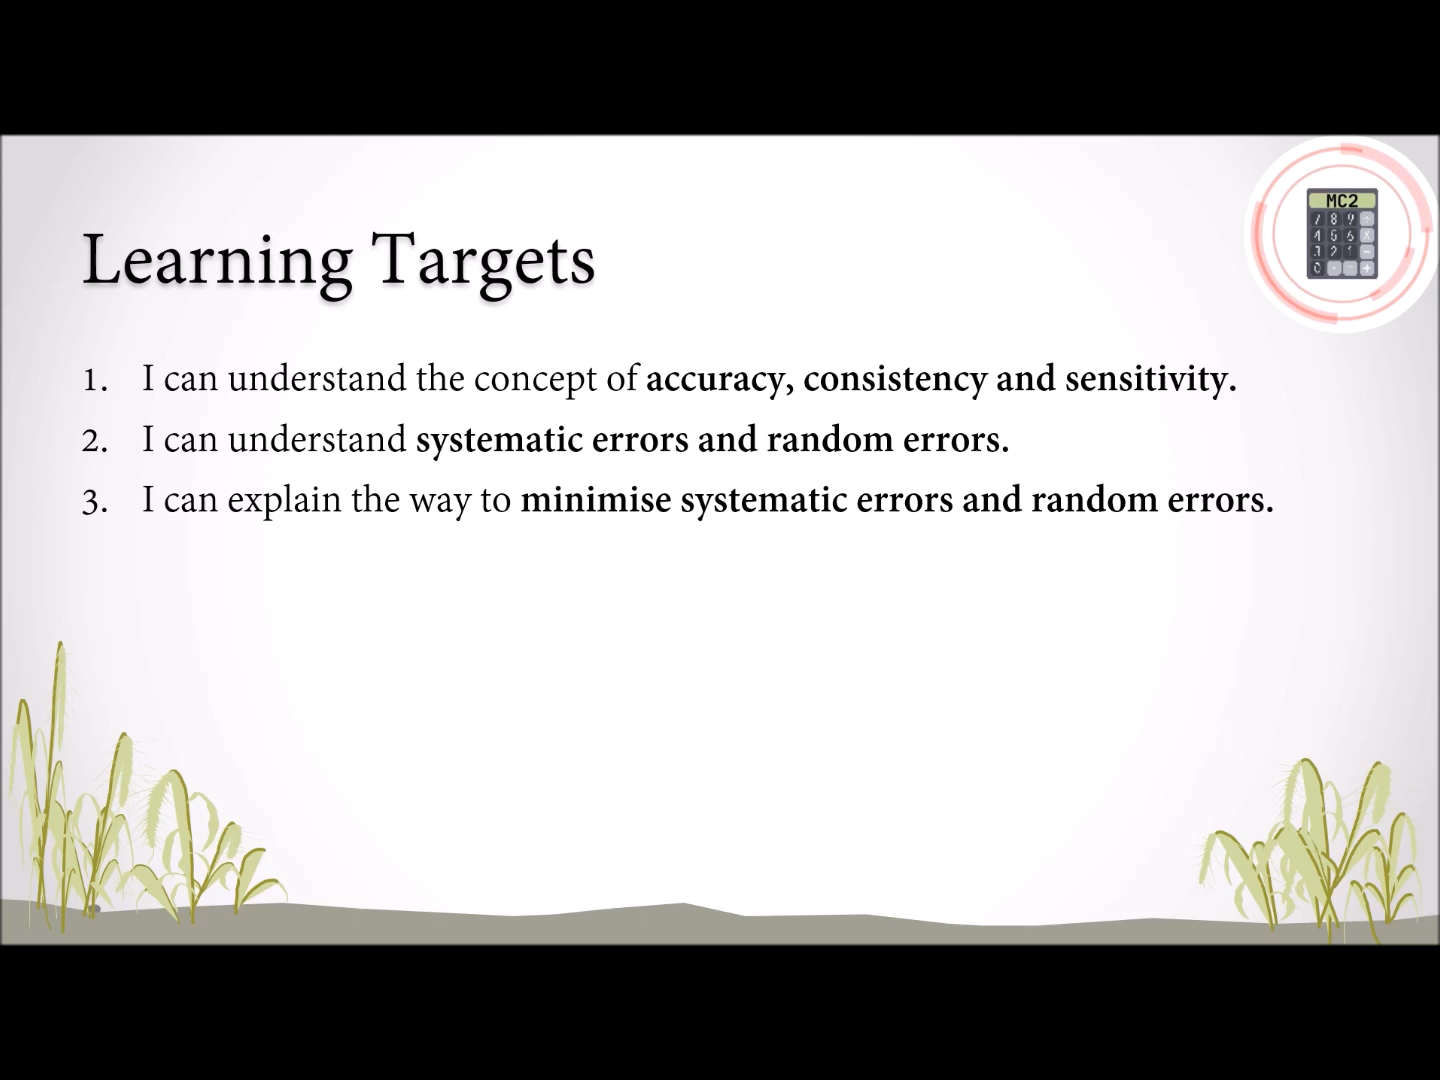 MC2
Learning Targets
1. I can understand the concept of accuracy, consistency and sensitivity.
2. I can understand systematic errors and random errors.
3. I can explain the way to minimise systematic errors and random errors.